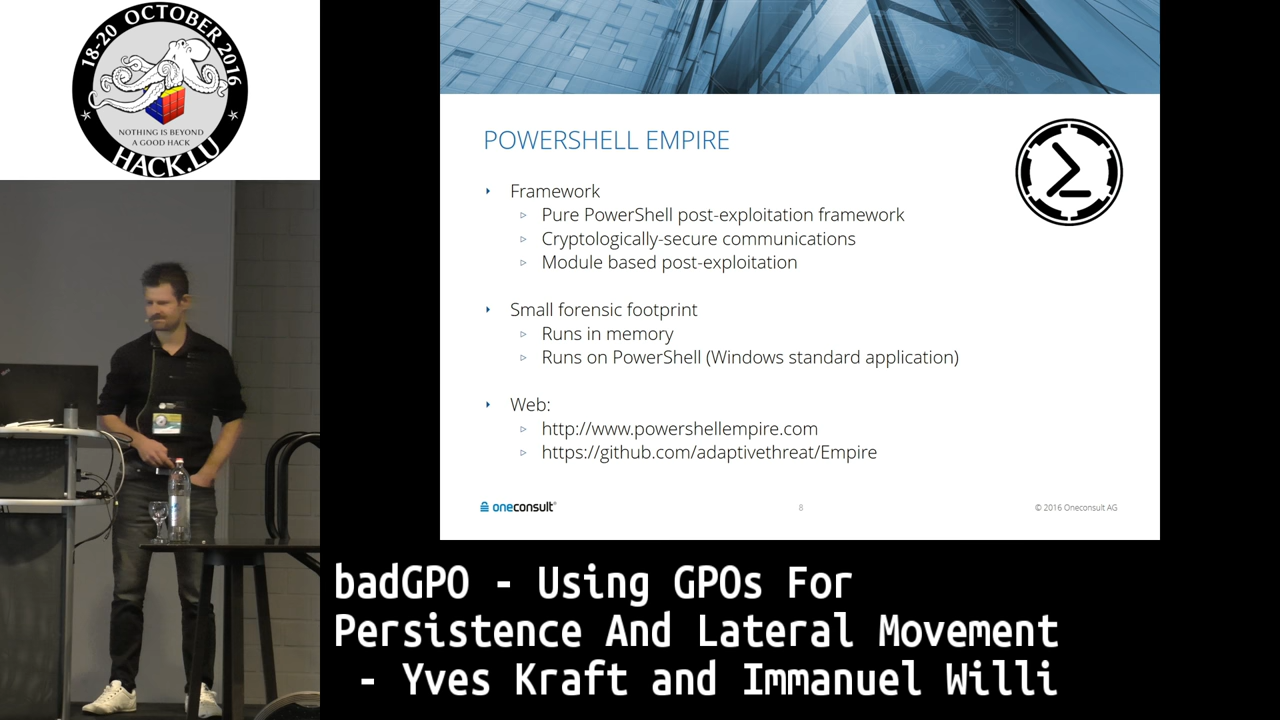 18-20 OCTOBER 2016
NOTHING IS BEYOND
A GOOD HACK
HACK.LU
POWERSHELL EMPIRE
Framework
Pure PowerShell post-exploitation framework
Cryptologically-secure communications
Module based post-exploitation
Small forensic footprint
Runs in memory
Runs on PowerShell (Windows standard application)
Web:
http://www.powershellempire.com
https://github.com/adaptivethreat/Empire
oneconsult
8
© 2016 Oneconsult AG
badGPO - Using GPOs For
Persistence And Lateral Movement
- Yves Kraft and Immanuel Willi